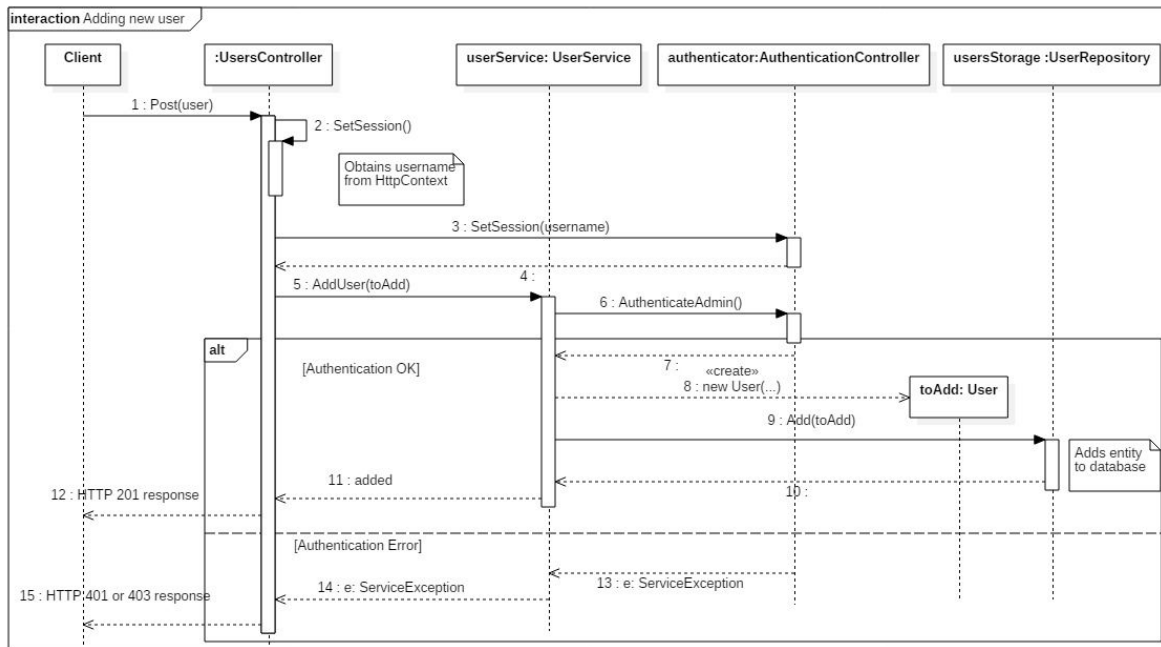 interaction Adding new user
Client
:UsersController
userService: UserService
authenticator:AuthenticationController
usersStorage :UserRepository
1 : Post(user)
2 : SetSession()
Obtains username
from HttpContext
3 : SetSession(username)
4 :
5 : AddUser(toAdd)
6 : AuthenticateAdmin()
alt
[Authentication OK]
7 :
«create»
8 : new User(...)
toAdd: User
9 : Add(toAdd)
Adds entity
to database
10 :
11 : added
12 : HTTP 201 response
[Authentication Error]
13 : e: ServiceException
14 : e: ServiceException
15 : HTTP 401 or 403 response